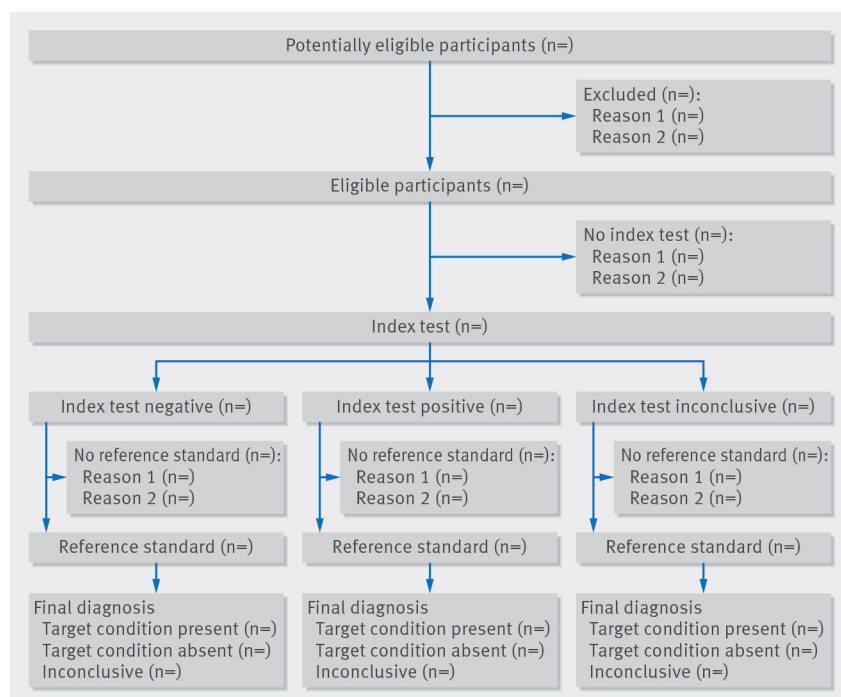 Potentially eligible participants (n=)
Excluded (n=):
Reason 1 (n=)
Reason 2 (n=)
Eligible participants (n=)
No index test (n=):
Reason 1 (n=)
Reason 2 (n=)
Index test (n=)
Index test negative (n=)
Index test positive (n=)
Index test inconclusive (n=)
No reference standard (n=):
Reason 1 (n=)
Reason 2 (n=)
No reference standard (n=):
Reason 1 (n=)
Reason 2 (n=)
No reference standard (n=):
Reason 1 (n=)
Reason 2 (n=)
Reference standard (n=)
Reference standard (n=)
Reference standard (n=)
Final diagnosis
Target condition present (n=)
Target condition absent (n=)
Inconclusive (n=)
Final diagnosis
Target condition present (n=)
Target condition absent (n=)
Inconclusive (n=)
Final diagnosis
Target condition present (n=)
Target condition absent (n=)
Inconclusive (n=)